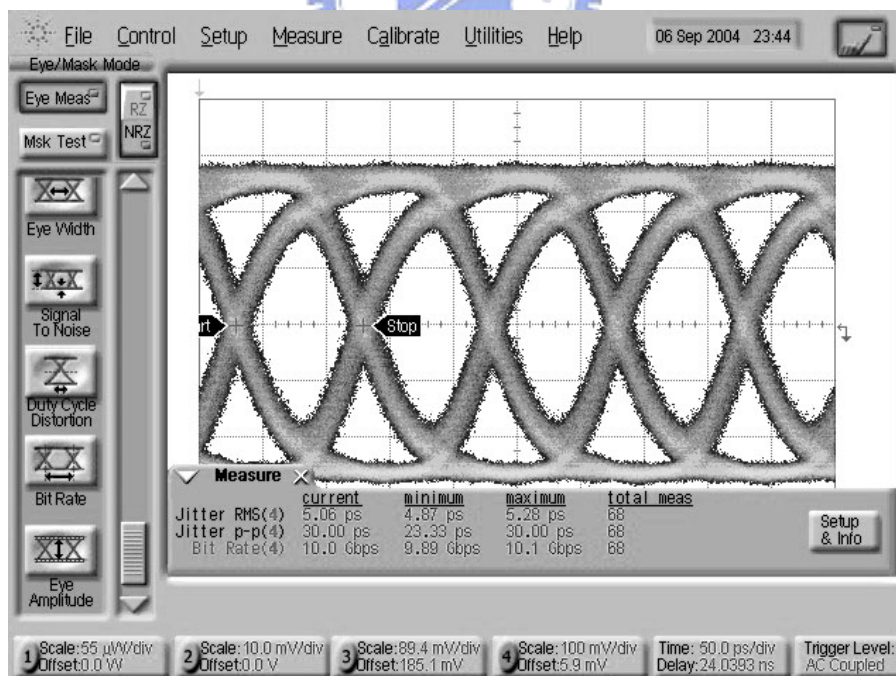 File Control Setup Measure Calibrate Utilities Help 06 Sep 2004 23:44
Eye/Mask Mode
Eye Meas
RZ
NRZ
Msk Test
Eye Width
Signal
To Noise
Duty Cycle
Distortion
Bit Rate
Eye
Amplitude
Stop
Measure
current minimum maximum total meas
Jitter RMS(4) 5.06 ps 4.87 ps 5.28 ps 68
Jitter p-p(4) 30.00 ps 23.33 ps 30.00 ps 68
Bit Rate(4) 10.0 Gbps 9.89 Gbps 10.1 Gbps 68
Setup
& Info
1 Scale:55 µW/div
Offset:0.0 W
2 Scale:10.0 mV/div
Offset:0.0 V
3 Scale:89.4 mV/div
Offset:185.1 mV
4 Scale:100 mV/div
Offset:5.9 mV
Time: 50.0 ps/div
Delay:24.0393 ns
Trigger Level:
AC Coupled